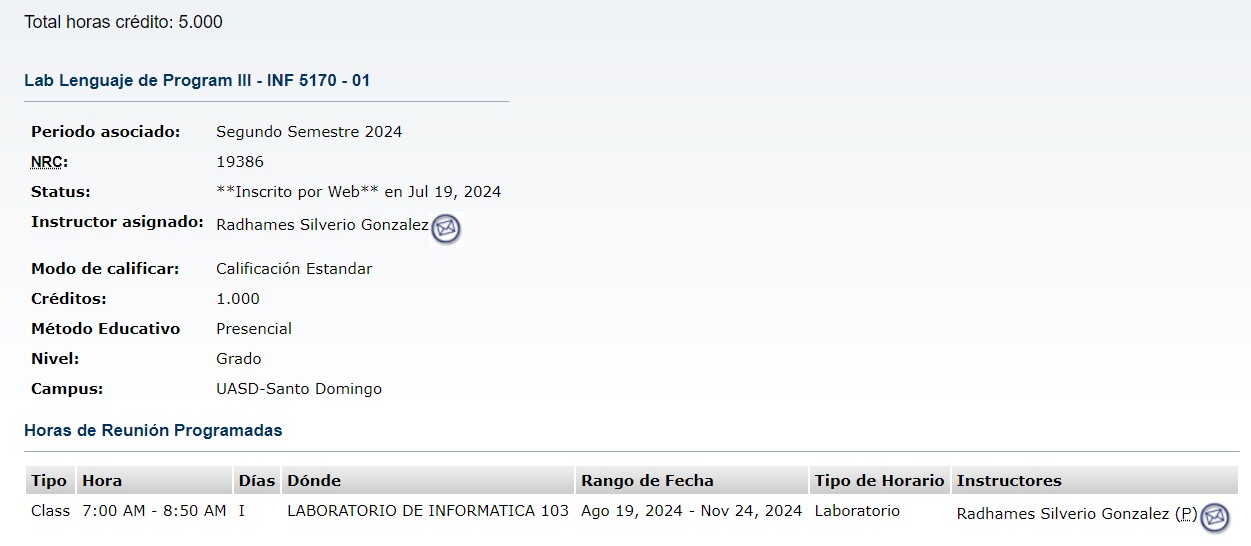 Total horas crédito: 5.000
Lab Lenguaje de Program III - INF 5170 - 01
Periodo asociado: Segundo Semestre 2024
NRC: 19386
Status: **Inscrito por Web** en Jul 19, 2024
Instructor asignado: Radhames Silverio Gonzalez
Modo de calificar: Calificación Estandar
Créditos: 1.000
Método Educativo Presencial
Nivel: Grado
Campus: UASD-Santo Domingo
Horas de Reunión Programadas
Tipo Hora Días Dónde Rango de Fecha Tipo de Horario Instructores
Class 7:00 AM - 8:50 AM I LABORATORIO DE INFORMATICA 103 Ago 19, 2024 - Nov 24, 2024 Laboratorio Radhames Silverio Gonzalez (P)